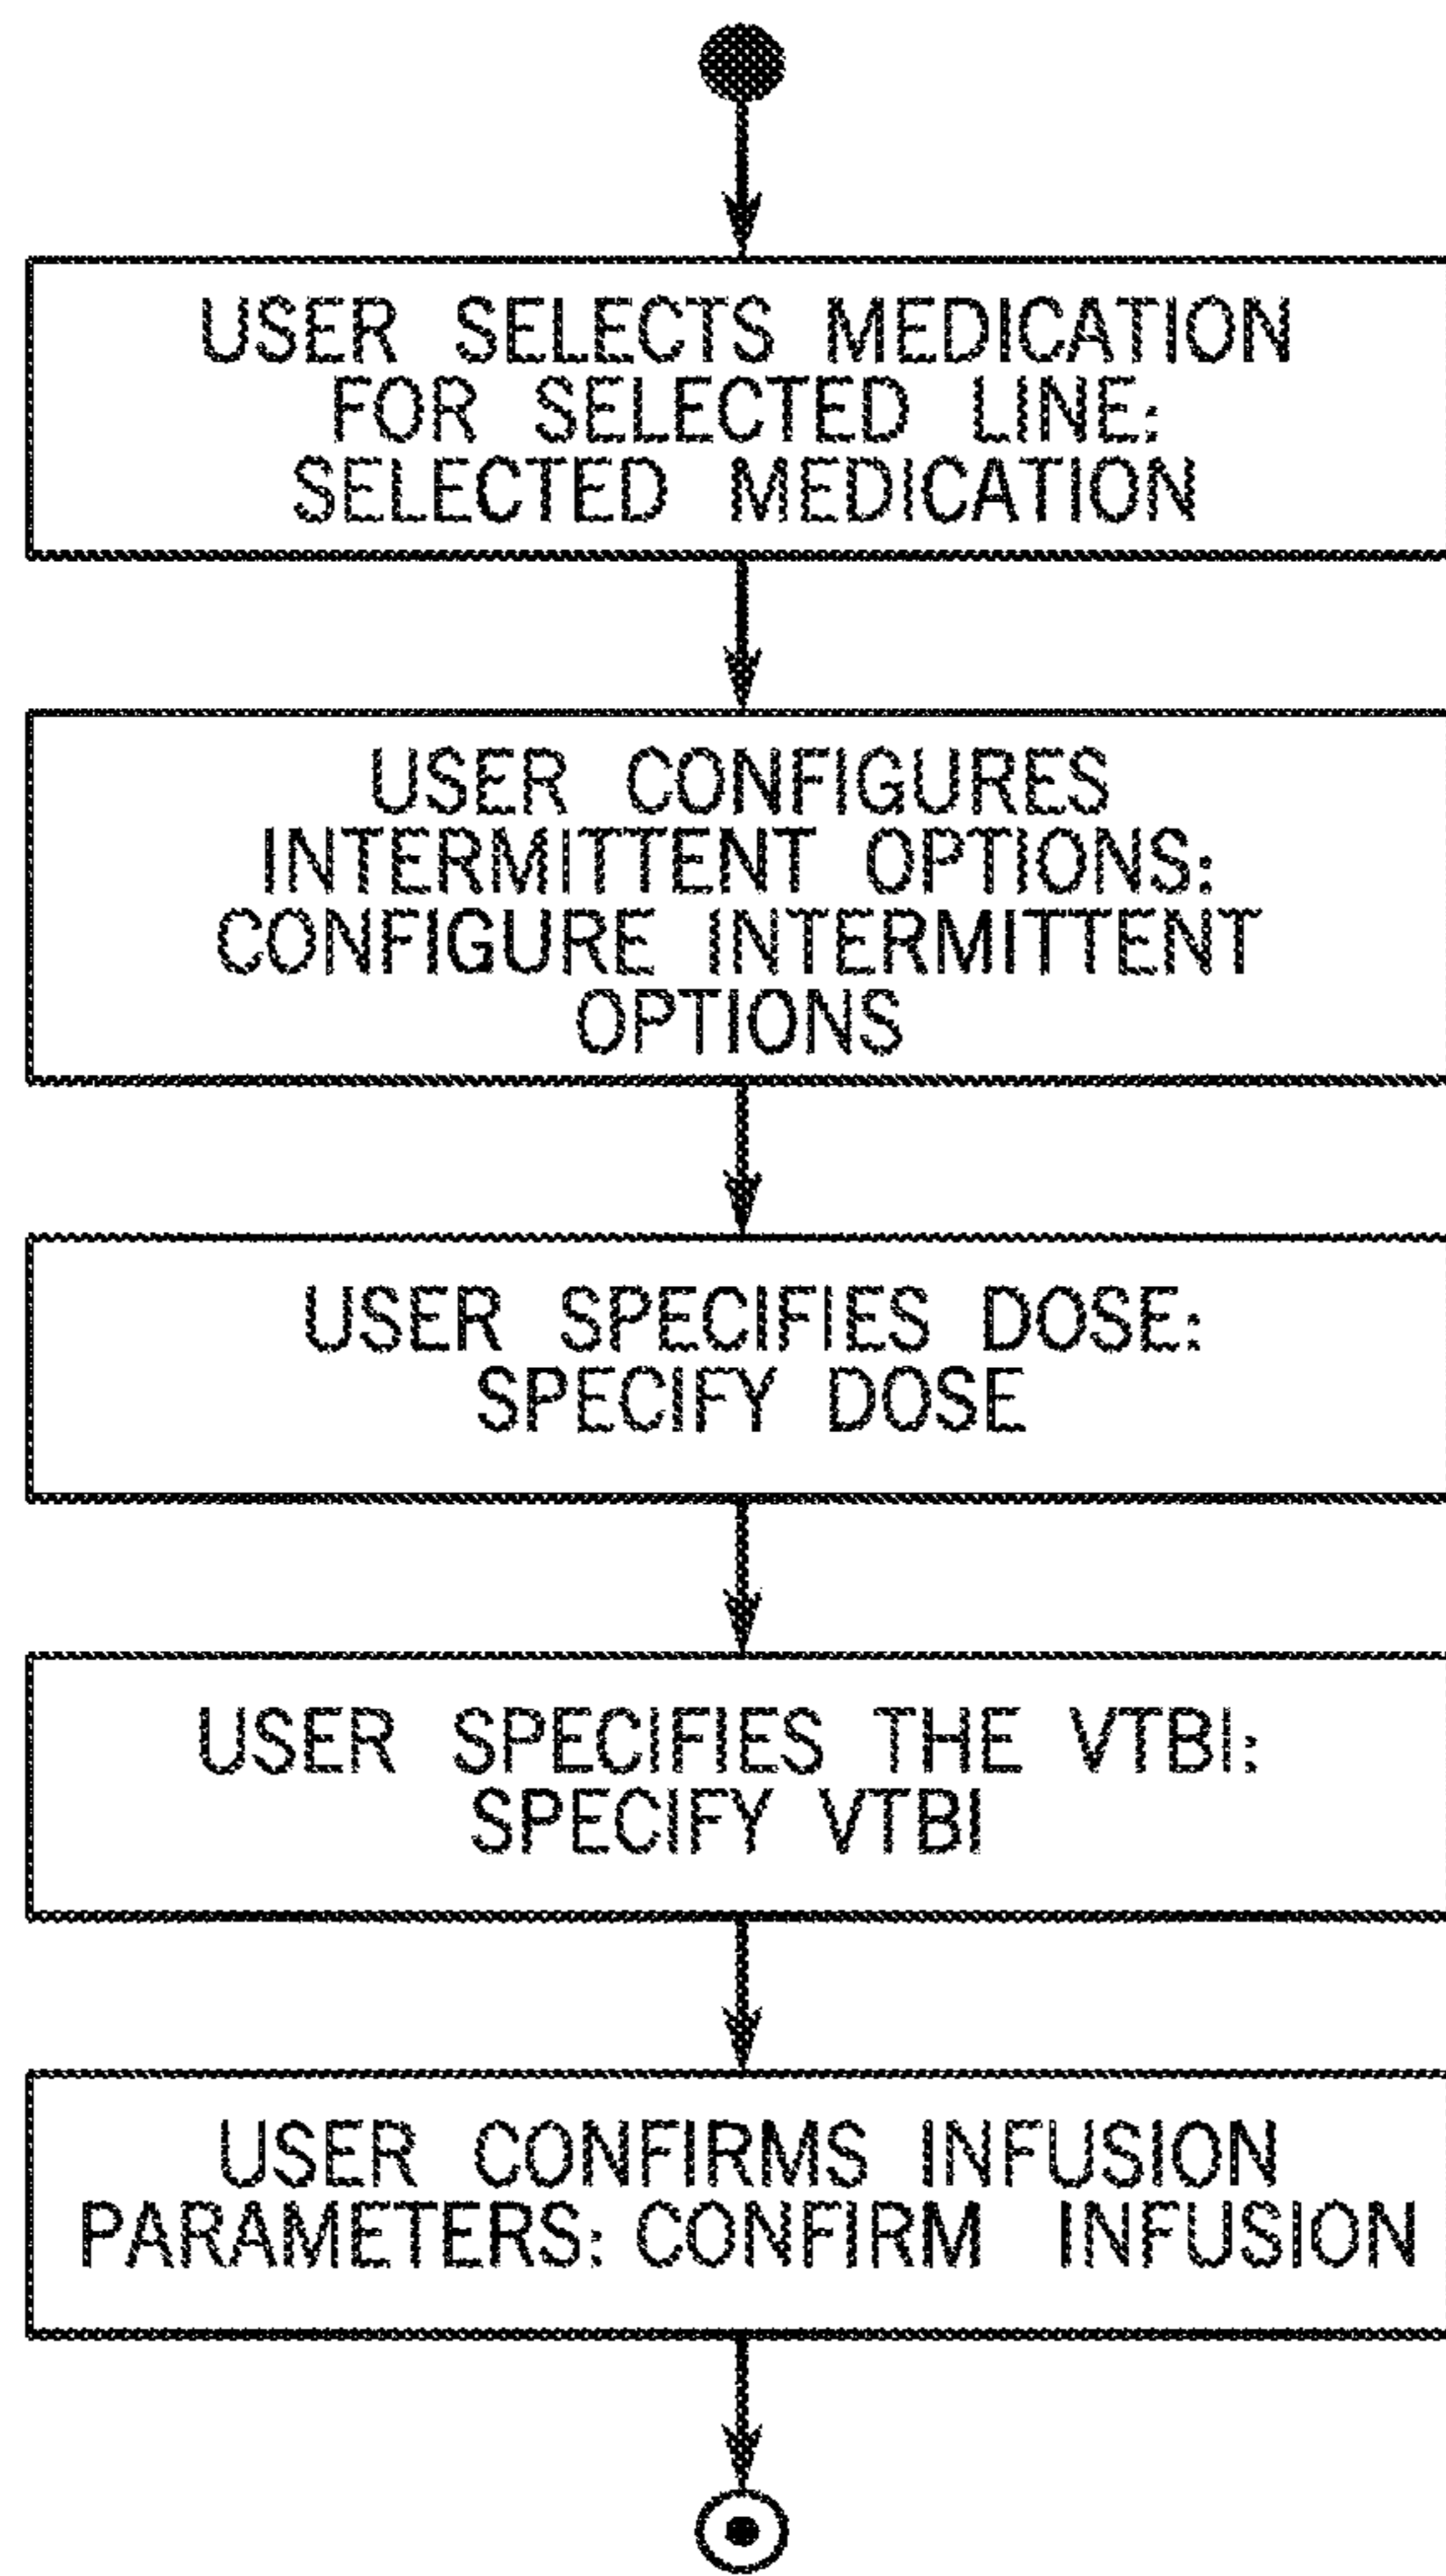 USER SELECTS MEDICATION
FOR SELECTED LINE:
SELECTED MEDICATION
USER CONFIGURES
INTERMITTENT OPTIONS:
CONFIGURE INTERMITTENT
OPTIONS
USER SPECIFIES DOSE:
SPECIFY DOSE
USER SPECIFIES THE VTBI:
SPECIFY VTBI
USER CONFIRMS INFUSION
PARAMETERS: CONFIRM INFUSION